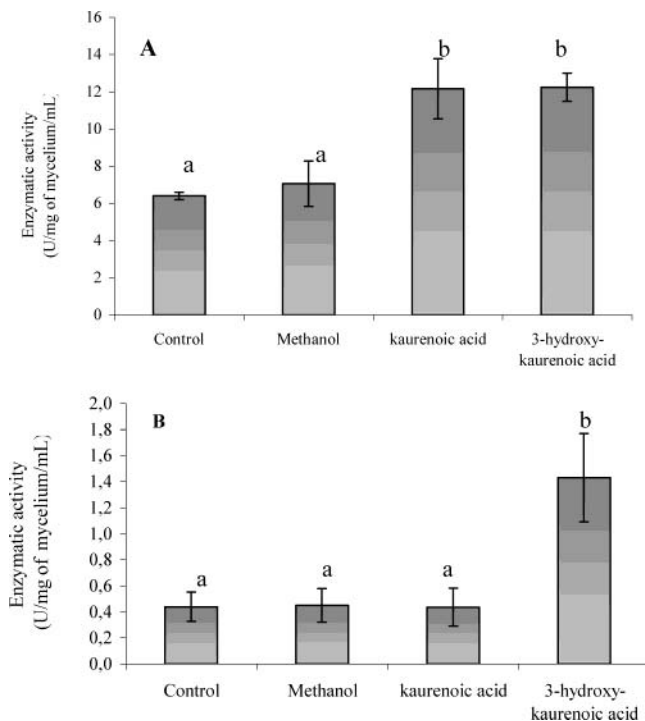 16
14
12
10
8
6
4
2
0
Enzymatic activity
(U/mg of mycelium/mL)
A
a
a
b
b
Control
Methanol
kaurenoic acid
3-hydroxy-
kaurenoic acid
2,0
1,8
1,6
1,4
1,2
1,0
0,8
0,6
0,4
0,2
0,0
Enzymatic activity
(U/mg of mycelium/mL)
B
a
a
a
b
Control
Methanol
kaurenoic acid
3-hydroxy-
kaurenoic acid